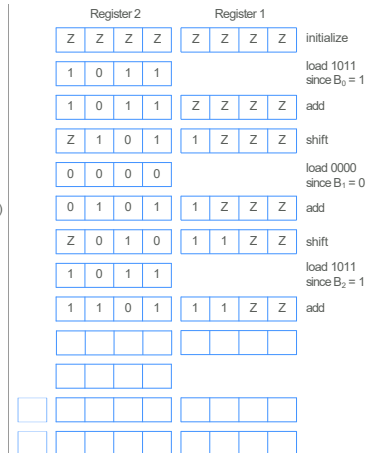 Register 2 Register 1
Z Z Z Z Z Z Z Z initialize
1 0 1 1 load 1011
since B₀ = 1
1 0 1 1 Z Z Z Z add
Z 1 0 1 1 Z Z Z shift
0 0 0 0 load 0000
since B₁ = 0
0 1 0 1 1 Z Z Z add
Z 0 1 0 1 1 Z Z shift
1 0 1 1 load 1011
since B₂ = 1
1 1 0 1 1 1 Z Z add